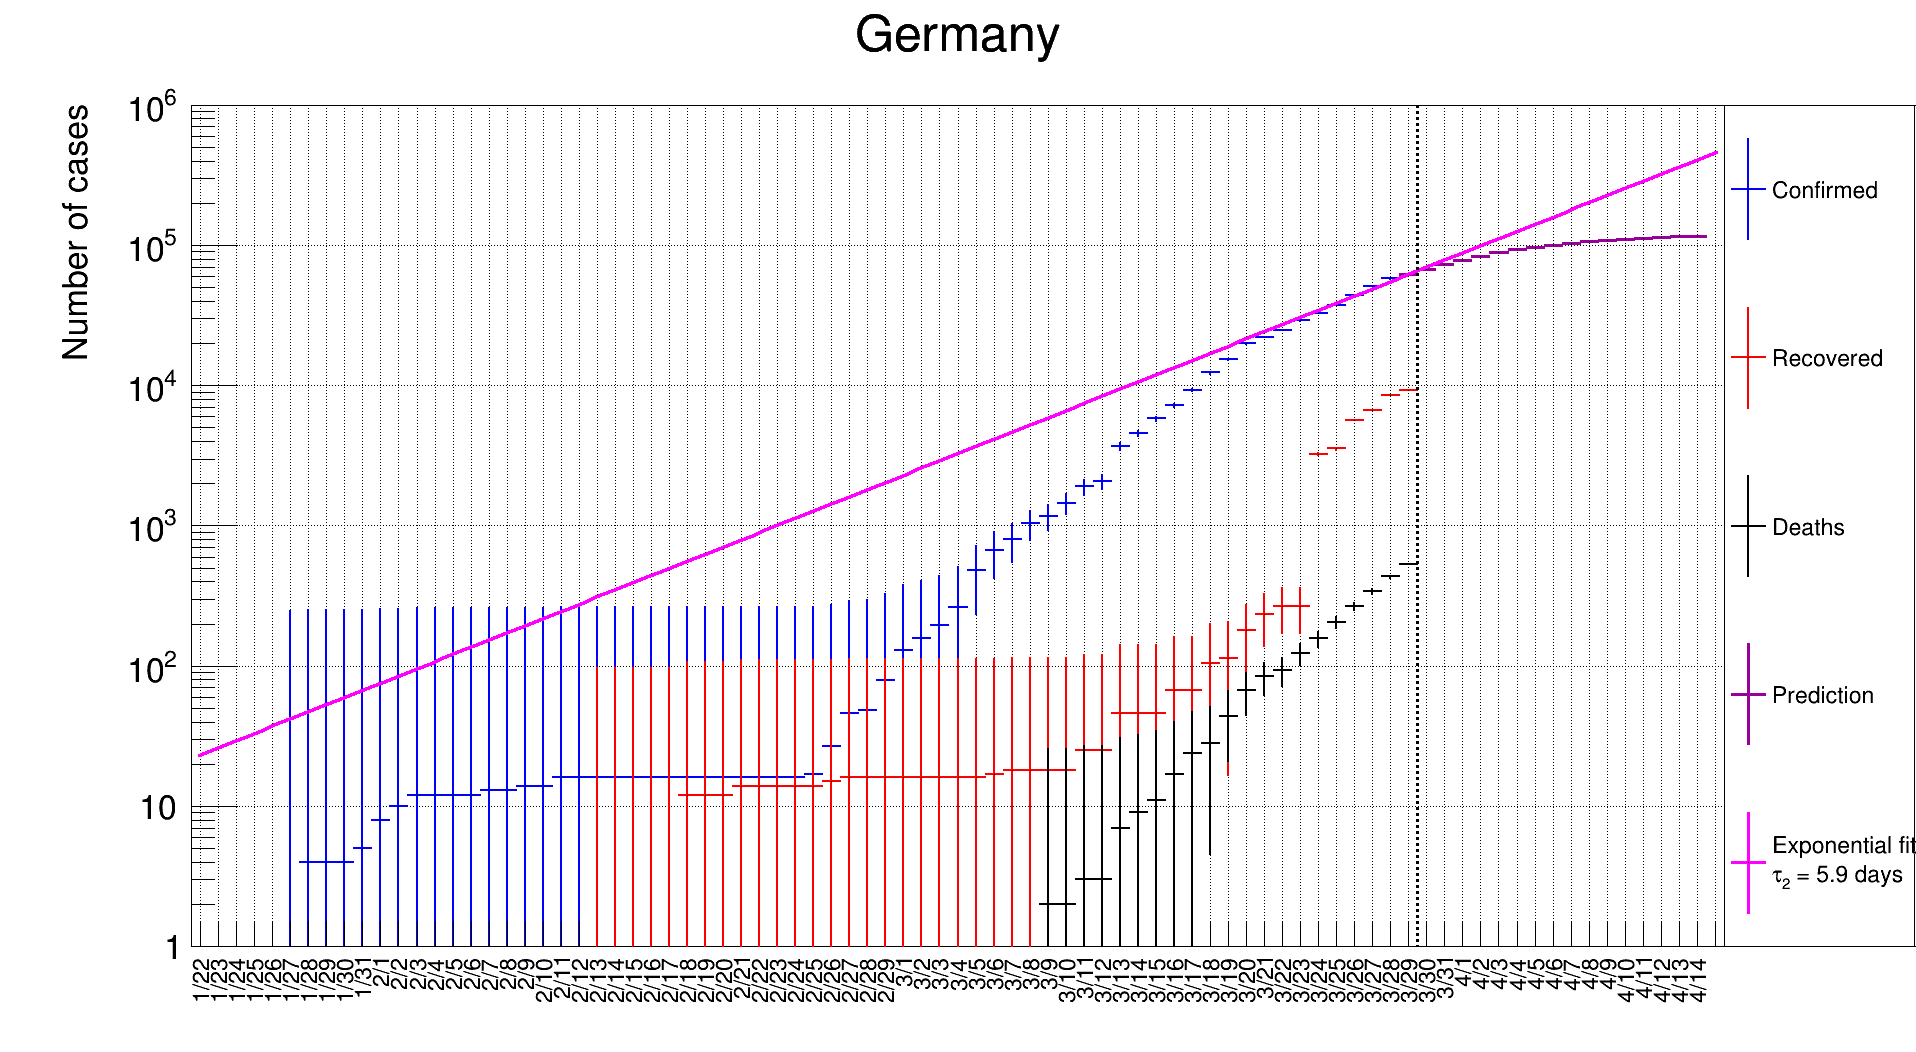 Germany
Number of cases
10^6
10^5
10^4
10^3
10^2
10
1
1/22 1/23 1/24 1/25 1/26 1/27 1/28 1/29 1/30 1/31 2/1 2/2 2/3 2/4 2/5 2/6 2/7 2/8 2/9 2/10 2/11 2/12 2/13 2/14 2/15 2/16 2/17 2/18 2/19 2/20 2/21 2/22 2/23 2/24 2/25 2/26 2/27 2/28 2/29 3/1 3/2 3/3 3/4 3/5 3/6 3/7 3/8 3/9 3/10 3/11 3/12 3/13 3/14 3/15 3/16 3/17 3/18 3/19 3/20 3/21 3/22 3/23 3/24 3/25 3/26 3/27 3/28 3/29 3/30 3/31 4/1 4/2 4/3 4/4 4/5 4/6 4/7 4/8 4/9 4/10 4/11 4/12 4/13 4/14
Confirmed
Recovered
Deaths
Prediction
Exponential fit
τ₂ = 5.9 days